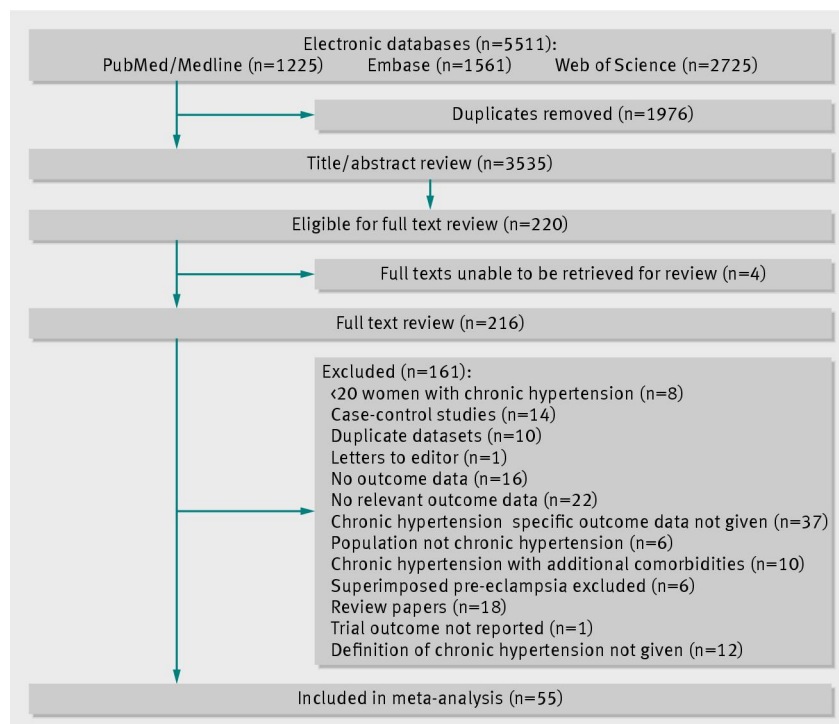 Electronic databases (n=5511):
PubMed/Medline (n=1225) Embase (n=1561) Web of Science (n=2725)
Duplicates removed (n=1976)
Title/abstract review (n=3535)
Eligible for full text review (n=220)
Full texts unable to be retrieved for review (n=4)
Full text review (n=216)
Excluded (n=161):
<20 women with chronic hypertension (n=8)
Case-control studies (n=14)
Duplicate datasets (n=10)
Letters to editor (n=1)
No outcome data (n=16)
No relevant outcome data (n=22)
Chronic hypertension specific outcome data not given (n=37)
Population not chronic hypertension (n=6)
Chronic hypertension with additional comorbidities (n=10)
Superimposed pre-eclampsia excluded (n=6)
Review papers (n=18)
Trial outcome not reported (n=1)
Definition of chronic hypertension not given (n=12)
Included in meta-analysis (n=55)